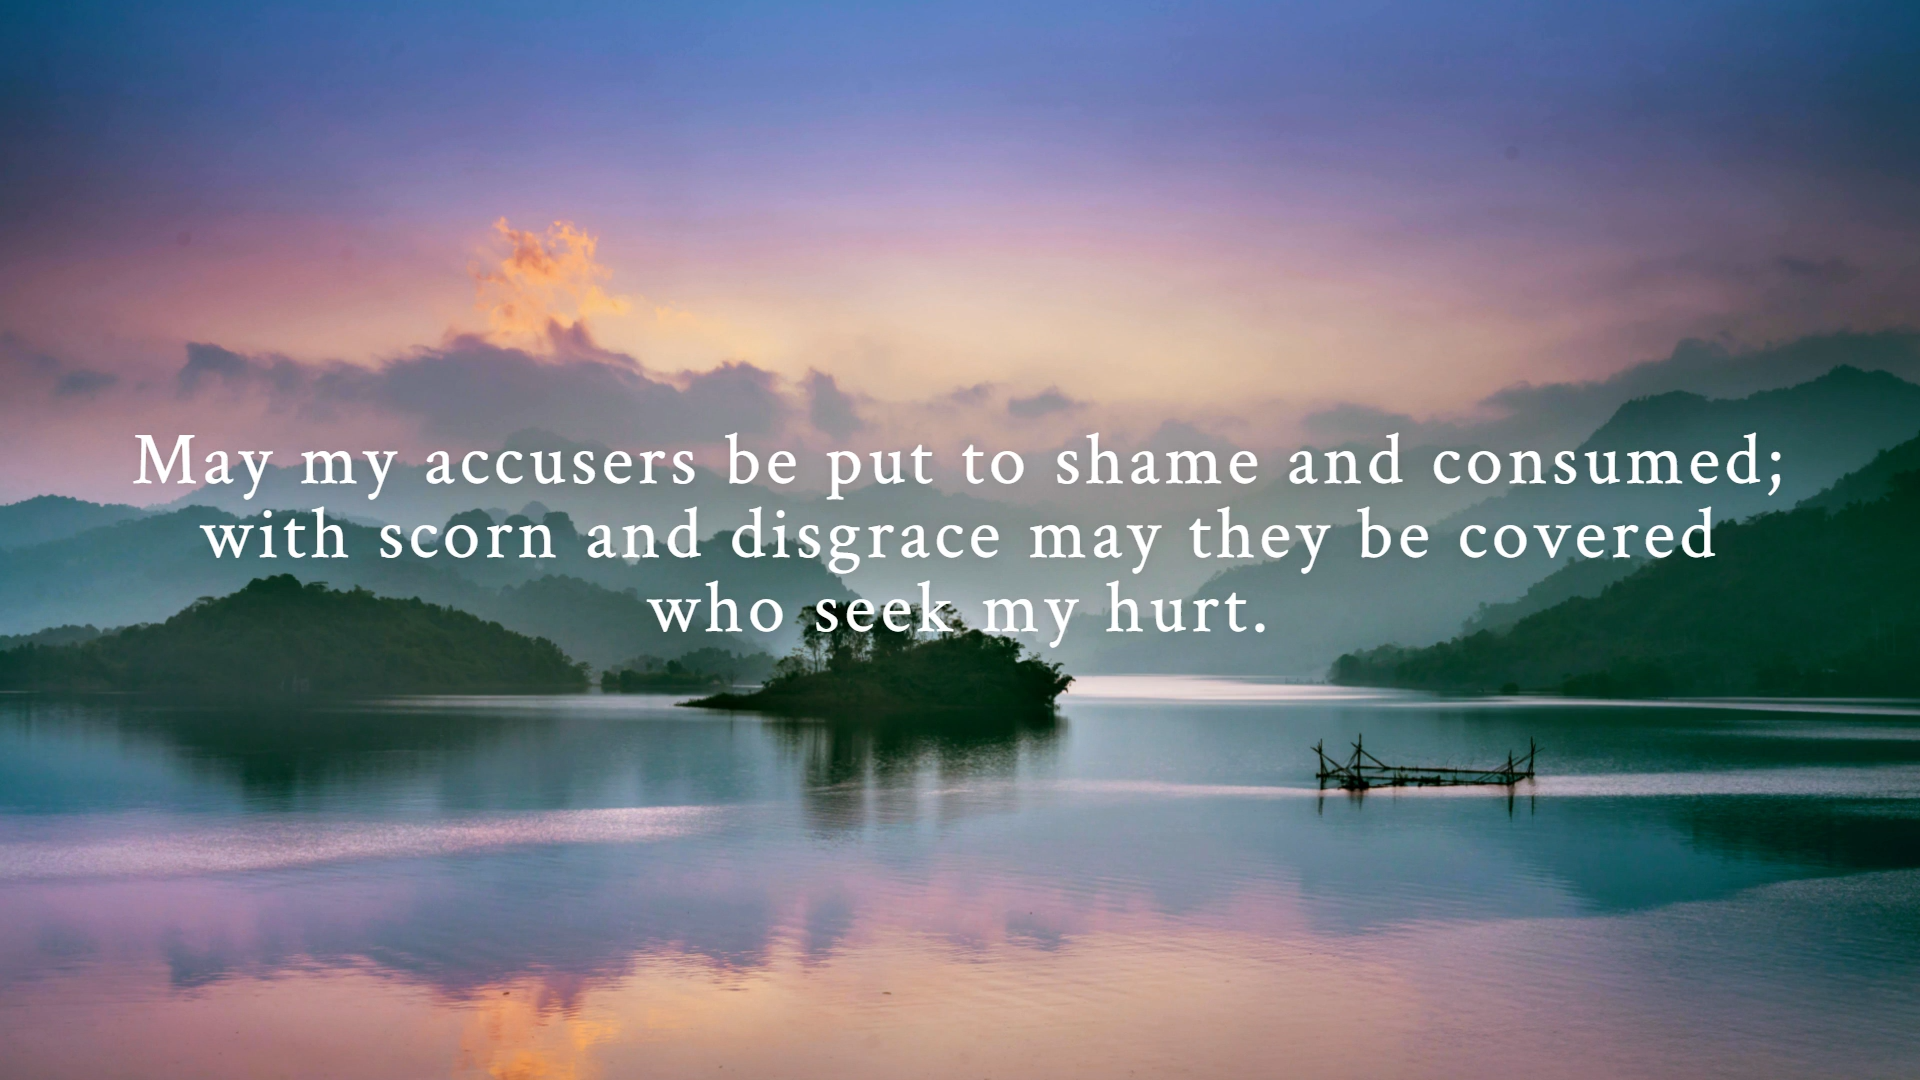 May my accusers be put to shame and consumed;
with scorn and disgrace may they be covered
who seek my hurt.